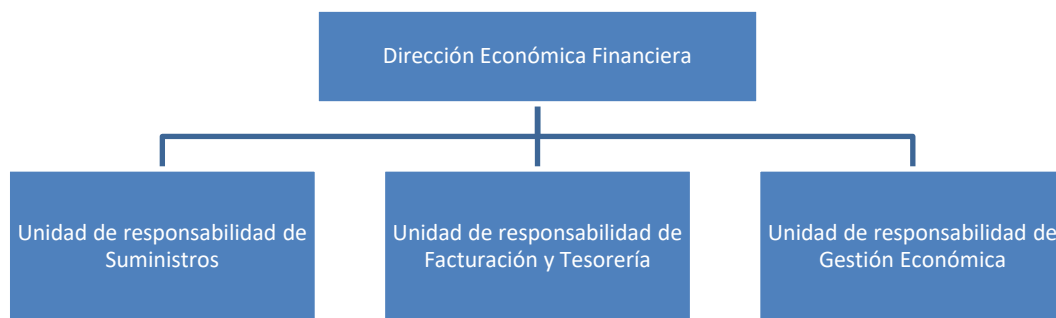 Dirección Económica Financiera
Unidad de responsabilidad de
Suministros
Unidad de responsabilidad de
Facturación y Tesorería
Unidad de responsabilidad de
Gestión Económica